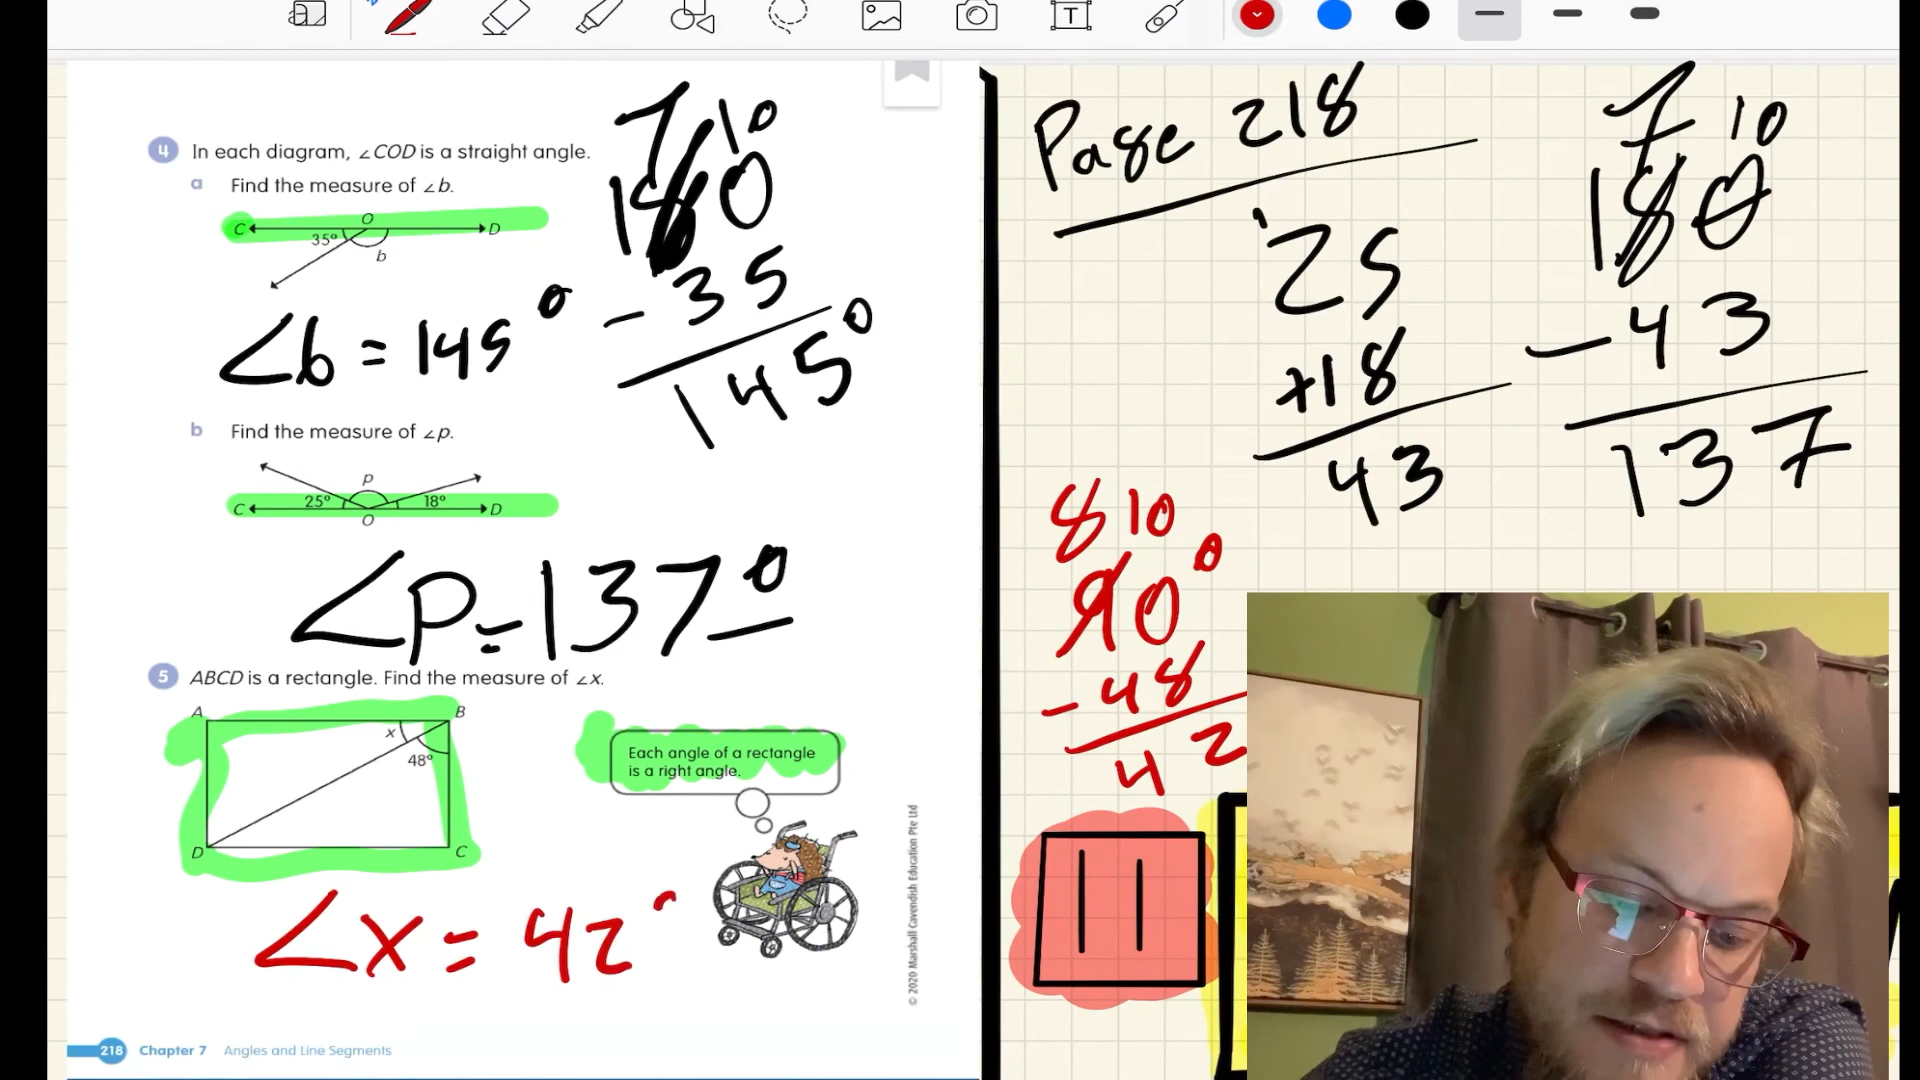 T
4 In each diagram, ∠COD is a straight angle.
a Find the measure of ∠b.
C O D
35° b
∠b = 145°
7 10
180
- 35
145°
b Find the measure of ∠p.
p
C 25° 18° D
O
∠P = 137°
5 ABCD is a rectangle. Find the measure of ∠x.
A B
x
48°
D C
Each angle of a rectangle
is a right angle.
∠x = 42°
© 2020 Marshall Cavendish Education Pte Ltd
218 Chapter 7 Angles and Line Segments
Page 218
1
25
+18
43
7 10
180
- 43
137
8 10
90°
- 48
42
11